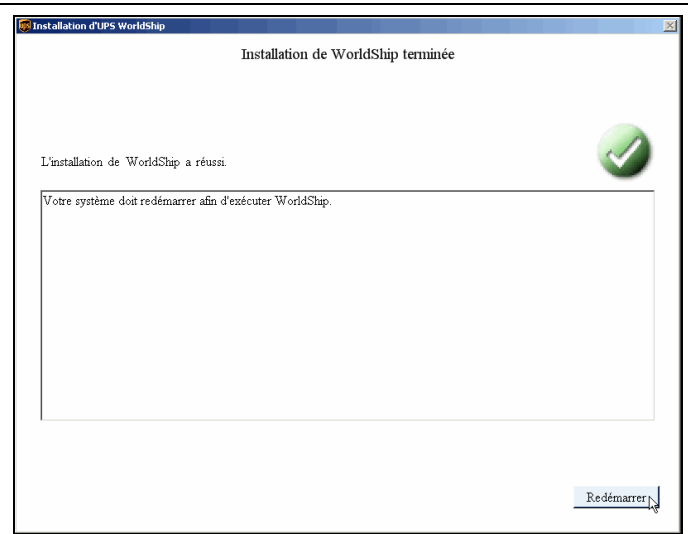 Installation d'UPS WorldShip
Installation de WorldShip terminée
L'installation de WorldShip a réussi.
Votre système doit redémarrer afin d'exécuter WorldShip.
Redémarrer